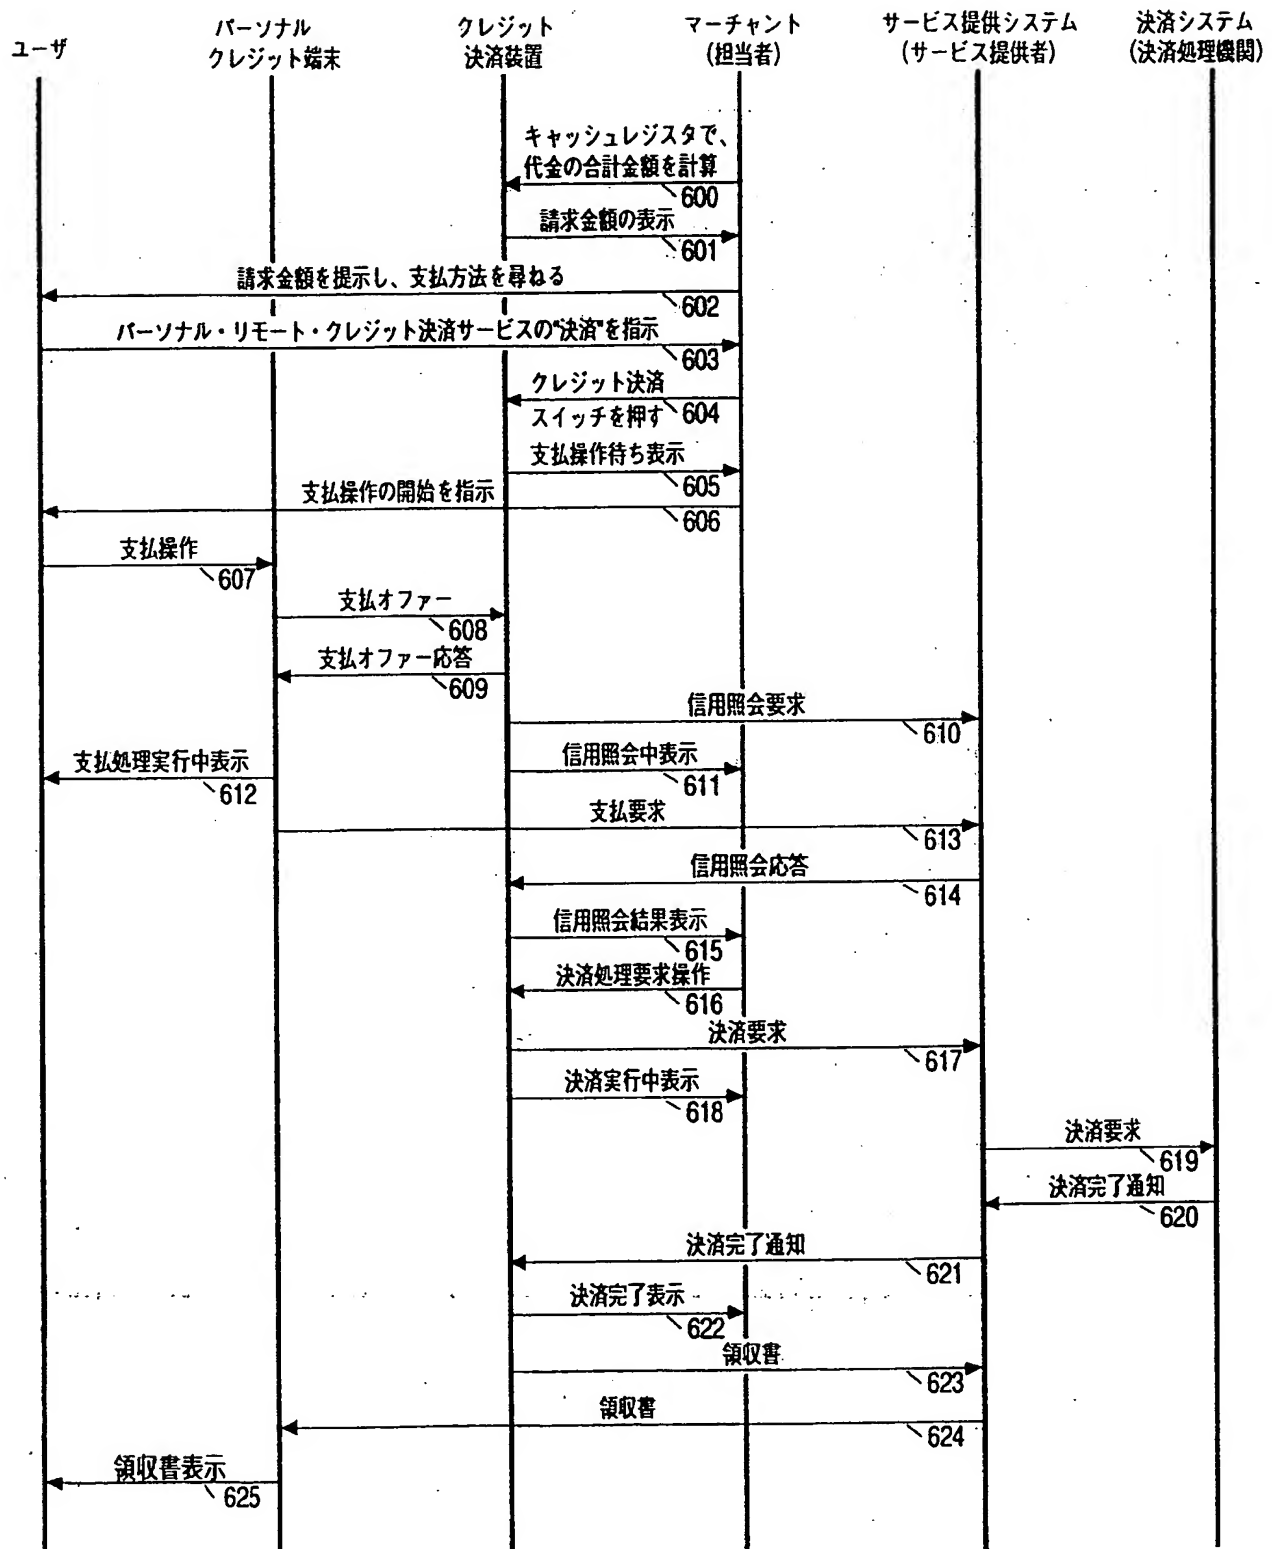 ユーザ
パーソナル
クレジット端末
クレジット
決済装置
マーチャント
(担当者)
サービス提供システム
(サービス提供者)
決済システム
(決済処理機関)
キャッシュレジスタで、
代金の合計金額を計算
600
請求金額の表示
601
請求金額を提示し、支払方法を尋ねる
602
パーソナル・リモート・クレジット決済サービスの"決済"を指示
603
クレジット決済
スイッチを押す
604
支払操作待ち表示
605
支払操作の開始を指示
606
支払操作
607
支払オファー
608
支払オファー応答
609
信用照会要求
610
信用照会中表示
611
支払処理実行中表示
612
支払要求
613
信用照会応答
614
信用照会結果表示
615
決済処理要求操作
616
決済要求
617
決済実行中表示
618
決済要求
619
決済完了通知
620
決済完了通知
621
決済完了表示
622
領収書
623
領収書
624
領収書表示
625